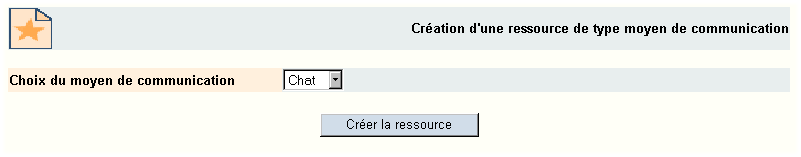 Création d'une ressource de type moyen de communication
Choix du moyen de communication Chat
Créer la ressource